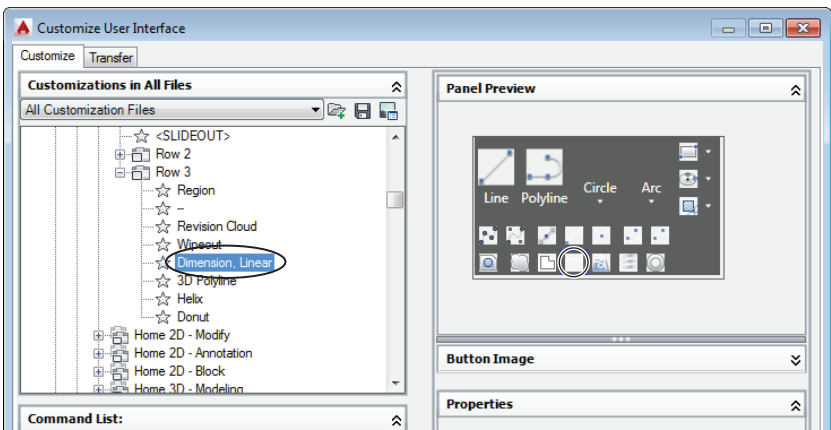 Customize User Interface
Customize Transfer
Customizations in All Files
All Customization Files
<SLIDEOUT>
Row 2
Row 3
Region
--
Revision Cloud
Wipeout
Dimension, Linear
3D Polyline
Helix
Donut
Home 2D - Modify
Home 2D - Annotation
Home 2D - Block
Home 3D - Modeling
Command List:
Panel Preview
Line Polyline Circle Arc
Button Image
Properties